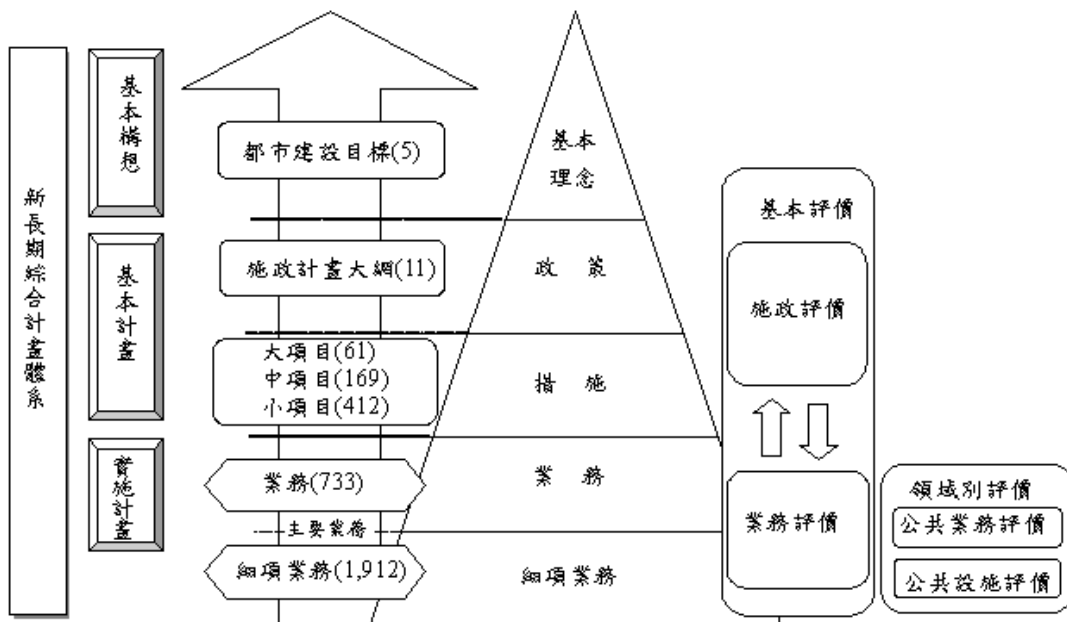 新長期綜合計畫體系
基本構想
基本計畫
實施計畫
都市建設目標(5)
施政計畫大網(11)
大項目(61)
中項目(169)
小項目(412)
業務(733)
主要業務
細項業務(1,912)
基本
理念
政策
措施
業務
細項業務
基本評價
施政評價
業務評價
領域別評價
公共業務評價
公共設施評價